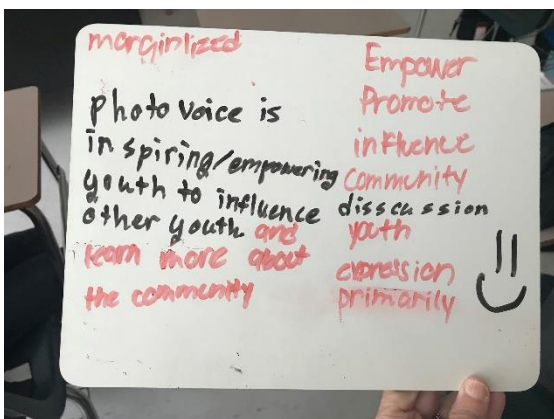 marginlized
photo voice is
inspiring/empowering
youth to influence
other youth and
learn more about
the community
Empower
Promote
influence
Community
disscussion
youth
expression
primarily